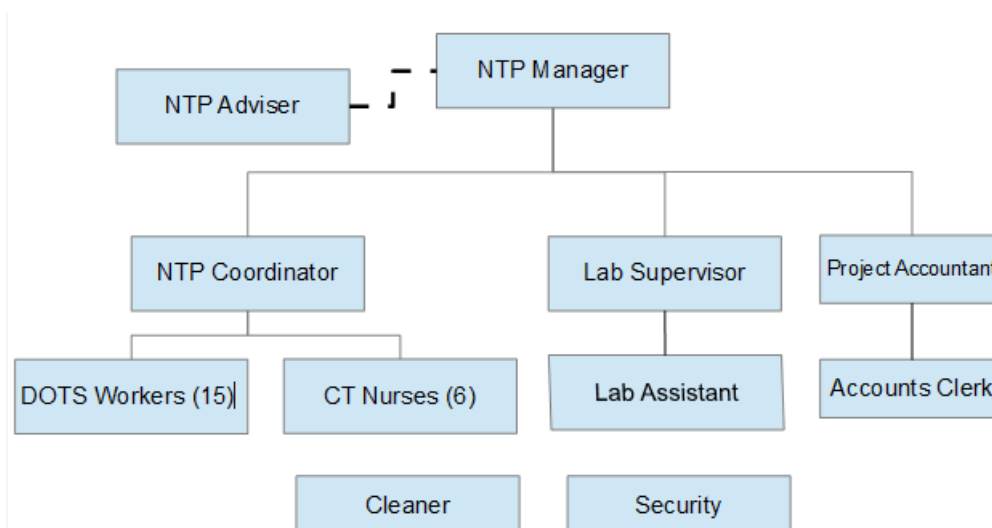 NTP Manager
NTP Adviser
NTP Coordinator
Lab Supervisor
Project Accountant
DOTS Workers (15)
CT Nurses (6)
Lab Assistant
Accounts Clerk
Cleaner
Security